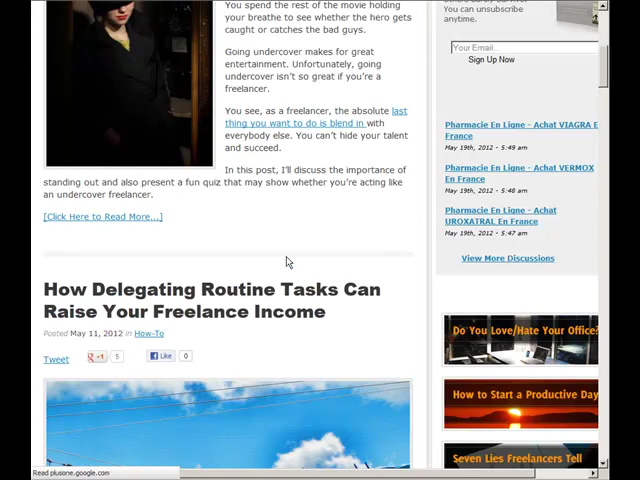 You spend the rest of the movie holding
your breathe to see whether the hero gets
caught or catches the bad guys.
Going undercover makes for great
entertainment. Unfortunately, going
undercover isn't so great if you're a
freelancer.
You see, as a freelancer, the absolute last
thing you want to do is blend in with
everybody else. You can't hide your talent
and succeed.
In this post, I'll discuss the importance of
standing out and also present a fun quiz that may show whether you're acting like
an undercover freelancer.
[Click Here to Read More...]
How Delegating Routine Tasks Can
Raise Your Freelance Income
Posted May 11, 2012 in How-To
Tweet
+1 5
Like 0
You can unsubscribe
anytime.
Your Email...
Sign Up Now
Pharmacie En Ligne - Achat VIAGRA E
France
May 19th, 2012 - 5:49 am
Pharmacie En Ligne - Achat VERMOX
En France
May 19th, 2012 - 5:48 am
Pharmacie En Ligne - Achat
UROXATRAL En France
May 19th, 2012 - 5:47 am
View More Discussions
Do You Love/Hate Your Office?
How to Start a Productive Day
Seven Lies Freelancers Tell
Read plusone.google.com